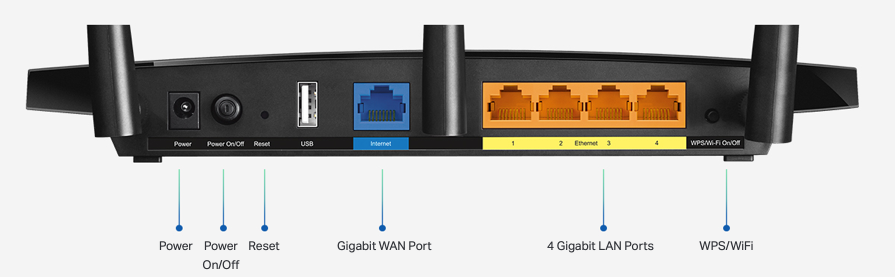 Power Power On/Off Reset USB Internet 1 2 Ethernet 3 4 WPS/Wi-Fi On/Off
Power Power On/Off Reset Gigabit WAN Port 4 Gigabit LAN Ports WPS/WiFi